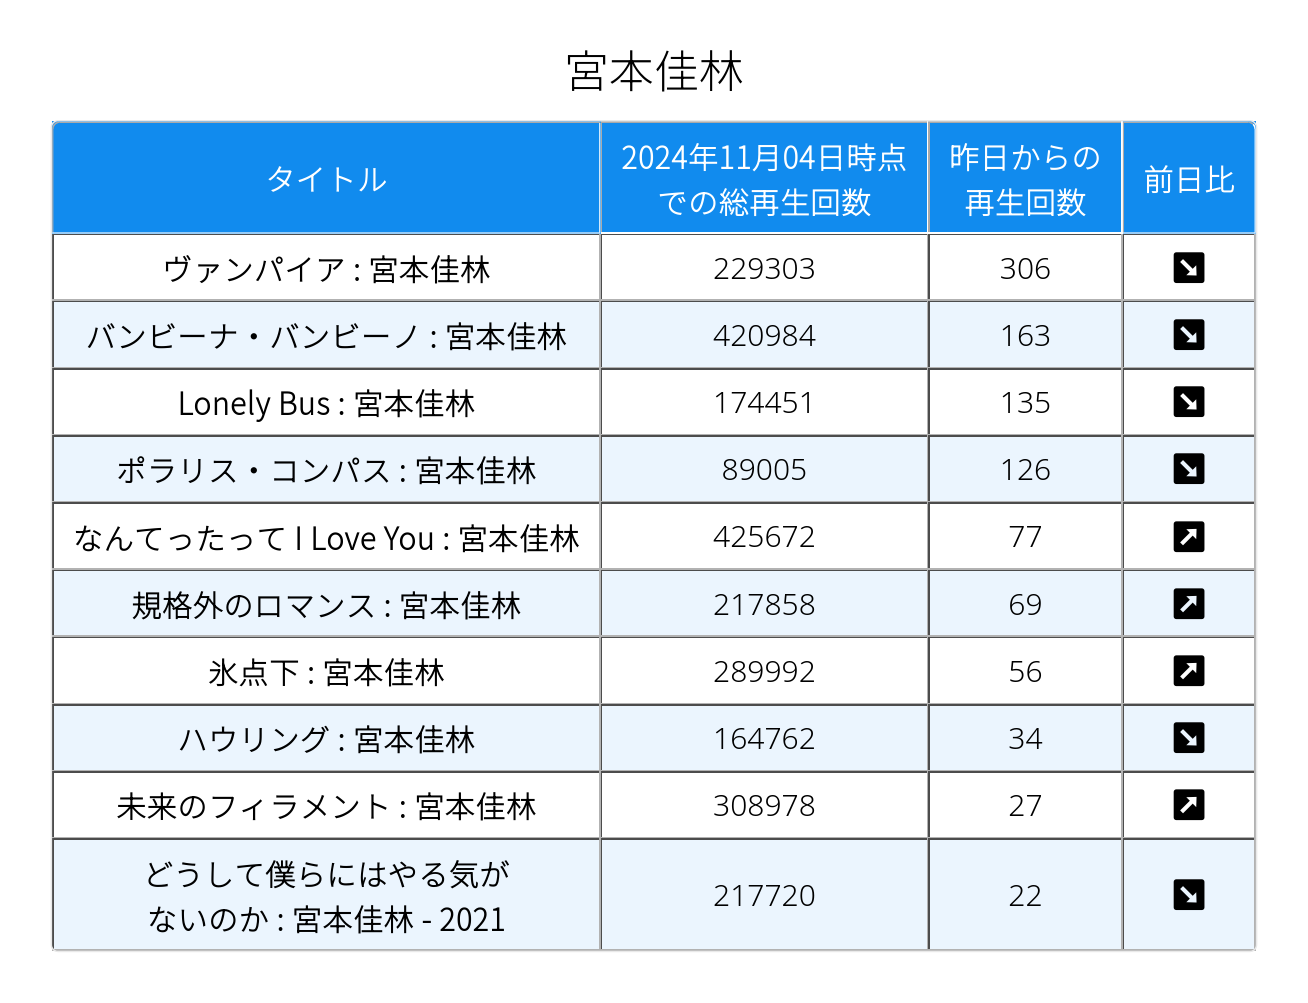 宮本佳林
タイトル
2024年11月04日時点
での総再生回数
昨日からの
再生回数
前日比
ヴァンパイア : 宮本佳林 229303 306 ↘
バンビーナ・バンビーノ : 宮本佳林 420984 163 ↘
Lonely Bus : 宮本佳林 174451 135 ↘
ポラリス・コンパス : 宮本佳林 89005 126 ↘
なんてったって I Love You : 宮本佳林 425672 77 ↗
規格外のロマンス : 宮本佳林 217858 69 ↗
氷点下 : 宮本佳林 289992 56 ↗
ハウリング : 宮本佳林 164762 34 ↘
未来のフィラメント : 宮本佳林 308978 27 ↗
どうして僕らにはやる気が
ないのか : 宮本佳林 - 2021 217720 22 ↘